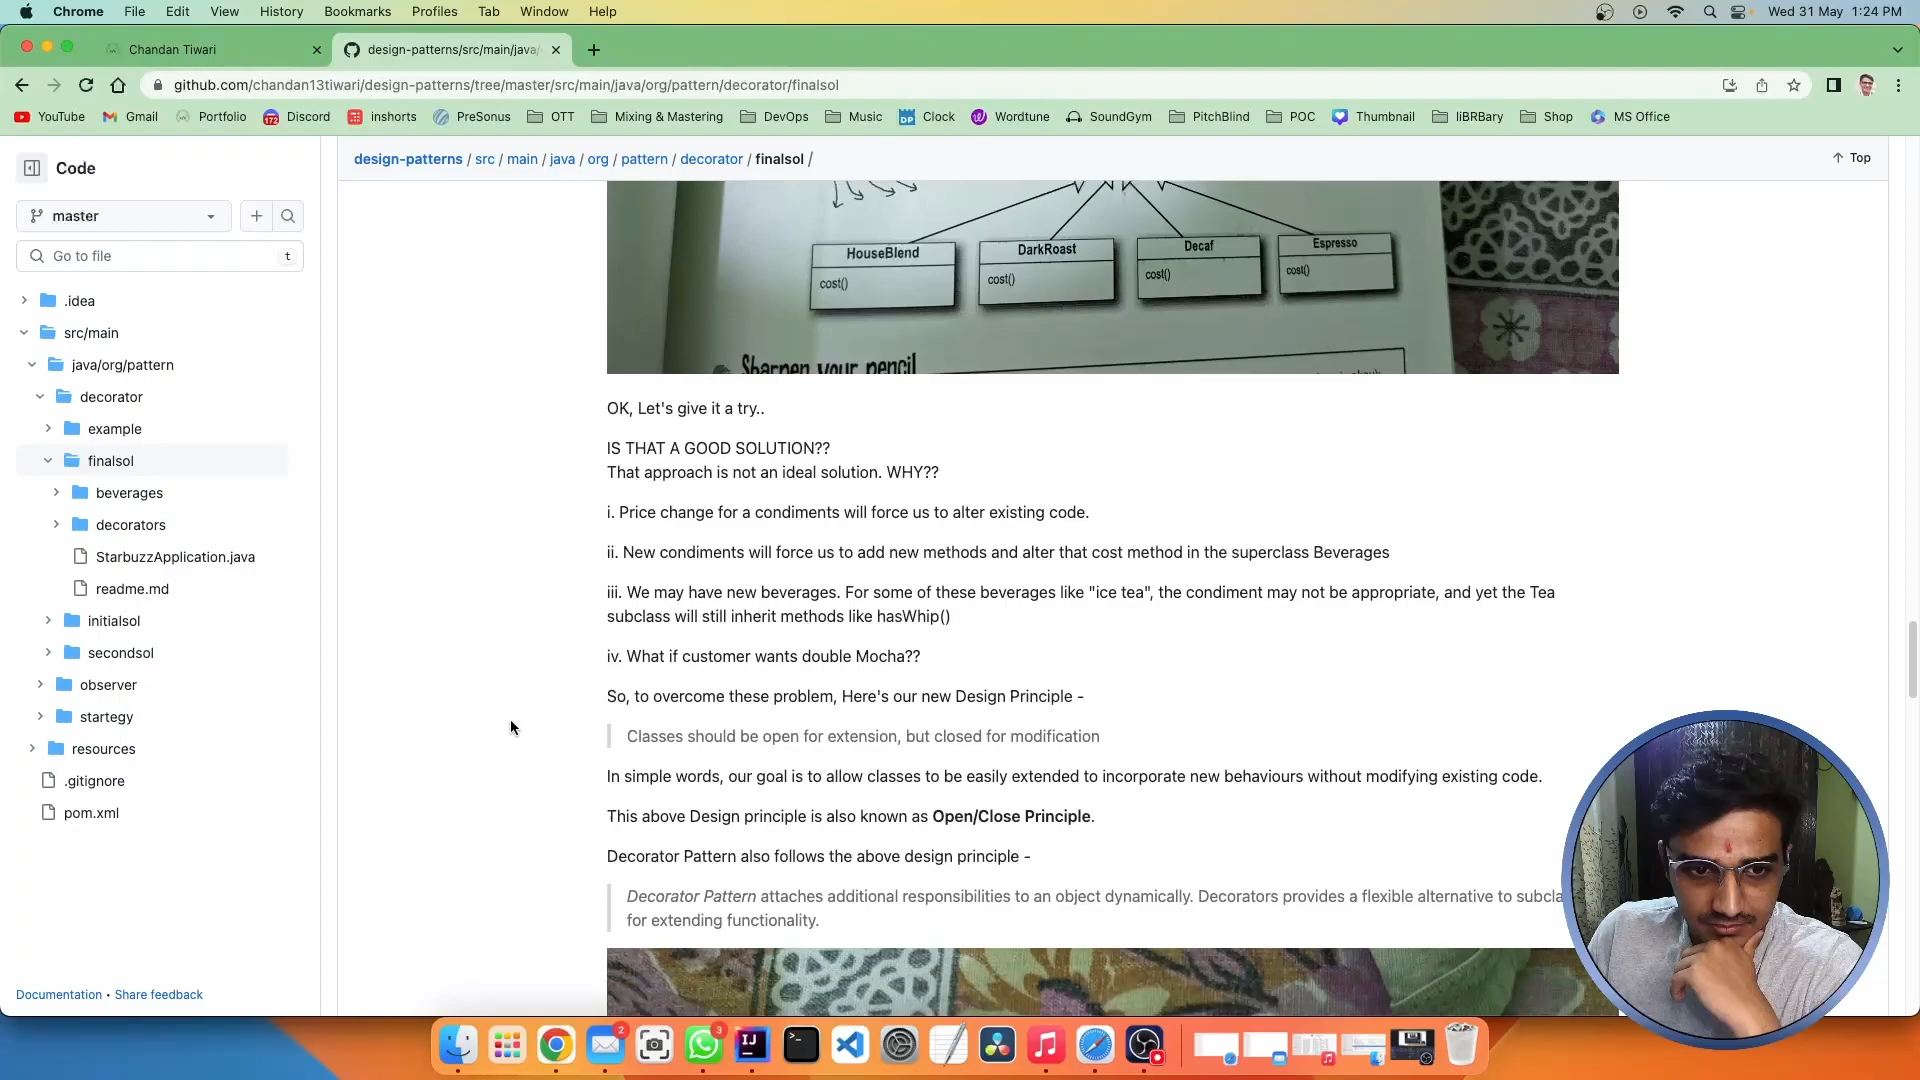 Chrome File Edit View History Bookmarks Profiles Tab Window Help Wed 31 May 1:24 PM
Chandan Tiwari design-patterns/src/main/java/
github.com/chandan13tiwari/design-patterns/tree/master/src/main/java/org/pattern/decorator/finalsol
YouTube Gmail Portfolio 172 Discord inshorts PreSonus OTT Mixing & Mastering DevOps Music DP Clock Wordtune SoundGym PitchBlind POC Thumbnail liBRBary Shop MS Office
Code
design-patterns / src / main / java / org / pattern / decorator / finalsol /
Top
master
Go to file t
.idea
src/main
java/org/pattern
decorator
example
finalsol
beverages
decorators
StarbuzzApplication.java
readme.md
initialsol
secondsol
observer
startegy
resources
.gitignore
pom.xml
Documentation • Share feedback
HouseBlend DarkRoast Decaf Espresso
cost() cost() cost() cost()
Sharpen your pencil
OK, Let's give it a try..
IS THAT A GOOD SOLUTION??
That approach is not an ideal solution. WHY??
i. Price change for a condiments will force us to alter existing code.
ii. New condiments will force us to add new methods and alter that cost method in the superclass Beverages
iii. We may have new beverages. For some of these beverages like "ice tea", the condiment may not be appropriate, and yet the Tea
subclass will still inherit methods like hasWhip()
iv. What if customer wants double Mocha??
So, to overcome these problem, Here's our new Design Principle -
Classes should be open for extension, but closed for modification
In simple words, our goal is to allow classes to be easily extended to incorporate new behaviours without modifying existing code.
This above Design principle is also known as Open/Close Principle.
Decorator Pattern also follows the above design principle -
Decorator Pattern attaches additional responsibilities to an object dynamically. Decorators provides a flexible alternative to subcla
for extending functionality.
2 3 IJ